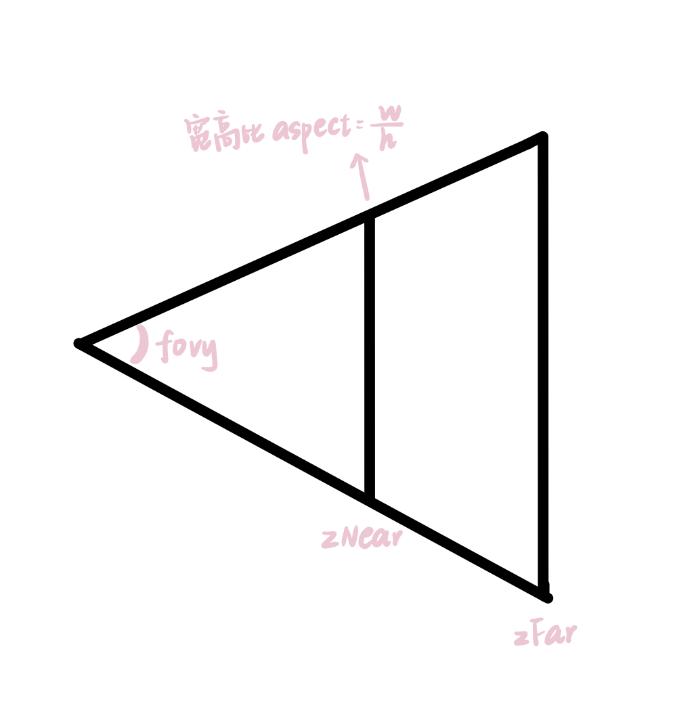 宽高比 aspect = w/h
fovy
zNear
zFar